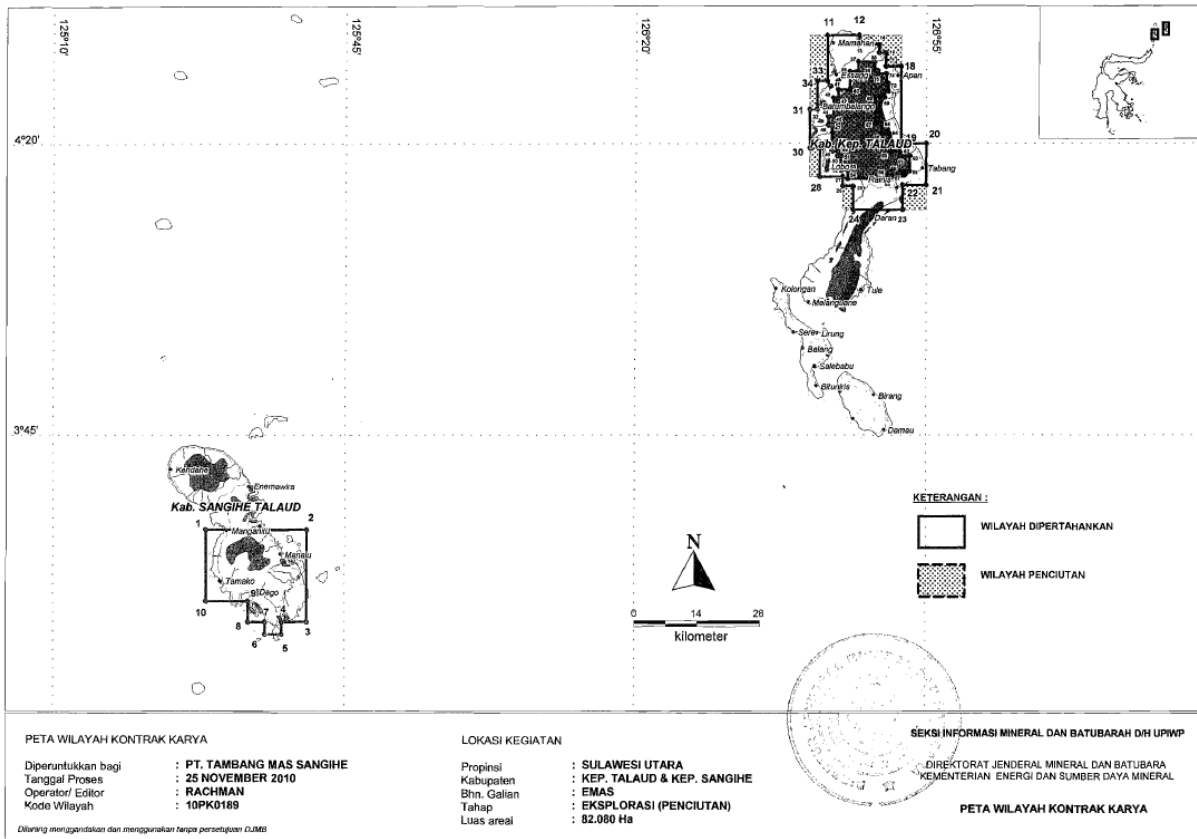 125°10'
125°45'
126°20'
126°55'
4°20'
3°45'
11
12
Mamahan
33
34
Essang
18
Apan
31
Batumbalango
30
Kab. Kep. TALAUD
19
20
Lobo
Tabang
28
Rainis
22
21
24
Daran
23
Kolongan
Tule
Melanguane
Sere
Lirung
Balang
Salebabu
Bitunuris
Birang
Damau
Kendane
Enemawira
Kab. SANGIHE TALAUD
1
2
Manganitu
Manalu
Tamako
9
Dago
10
7
4
8
3
6
5
N
0
14
28
kilometer
KETERANGAN :
WILAYAH DIPERTAHANKAN
WILAYAH PENCIUTAN
PETA WILAYAH KONTRAK KARYA
Diperuntukkan bagi : PT. TAMBANG MAS SANGIHE
Tanggal Proses : 25 NOVEMBER 2010
Operator/ Editor : RACHMAN
Kode Wilayah : 10PK0189
Dilarang menggandakan dan menggunakan tanpa persetujuan DJMB
LOKASI KEGIATAN
Propinsi : SULAWESI UTARA
Kabupaten : KEP. TALAUD & KEP. SANGIHE
Bhn. Galian : EMAS
Tahap : EKSPLORASI (PENCIUTAN)
Luas areal : 82.080 Ha
SEKSI INFORMASI MINERAL DAN BATUBARAH D/H UPIWP
DIREKTORAT JENDERAL MINERAL DAN BATUBARA
KEMENTERIAN ENERGI DAN SUMBER DAYA MINERAL
PETA WILAYAH KONTRAK KARYA